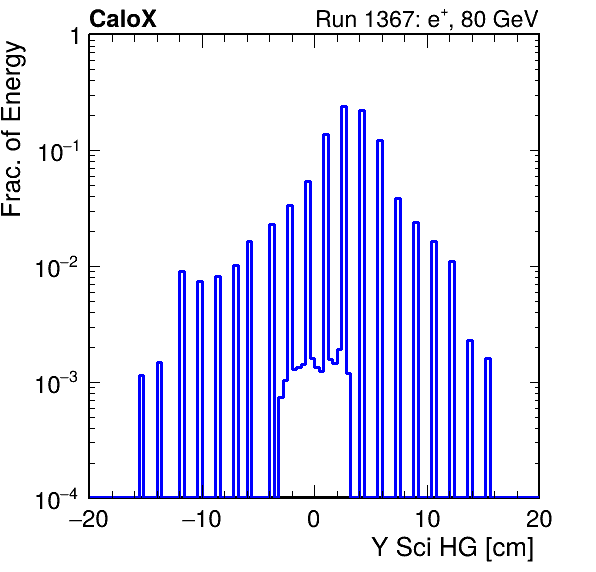 CaloX Run 1367: e⁺, 80 GeV
Frac. of Energy
1
10⁻¹
10⁻²
10⁻³
10⁻⁴
−20 −10 0 10 20
Y Sci HG [cm]